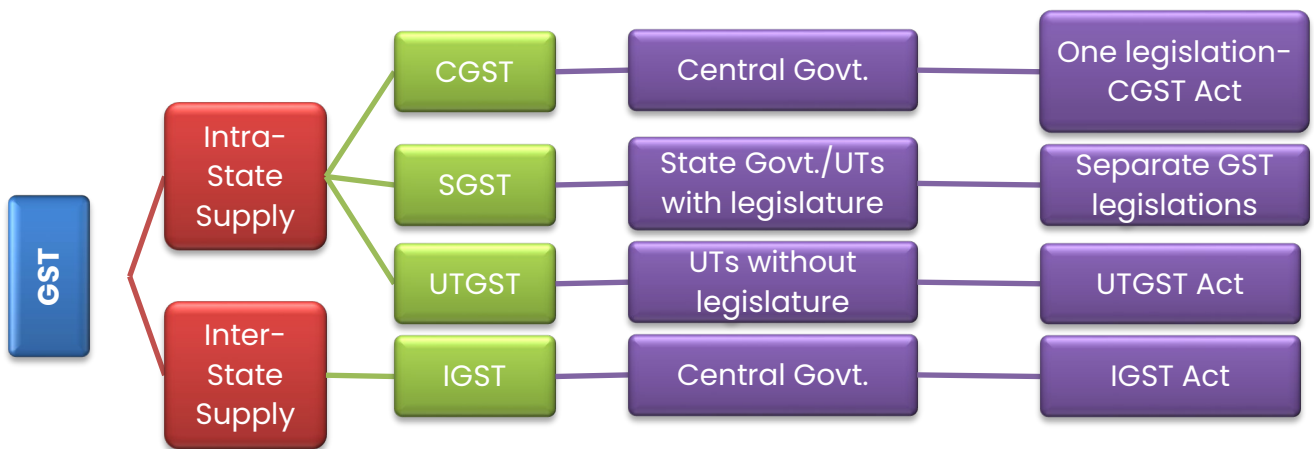 GST
Intra-
State
Supply
CGST
Central Govt.
One legislation-
CGST Act
SGST
State Govt./UTs
with legislature
Separate GST
legislations
UTGST
UTs without
legislature
UTGST Act
Inter-
State
Supply
IGST
Central Govt.
IGST Act